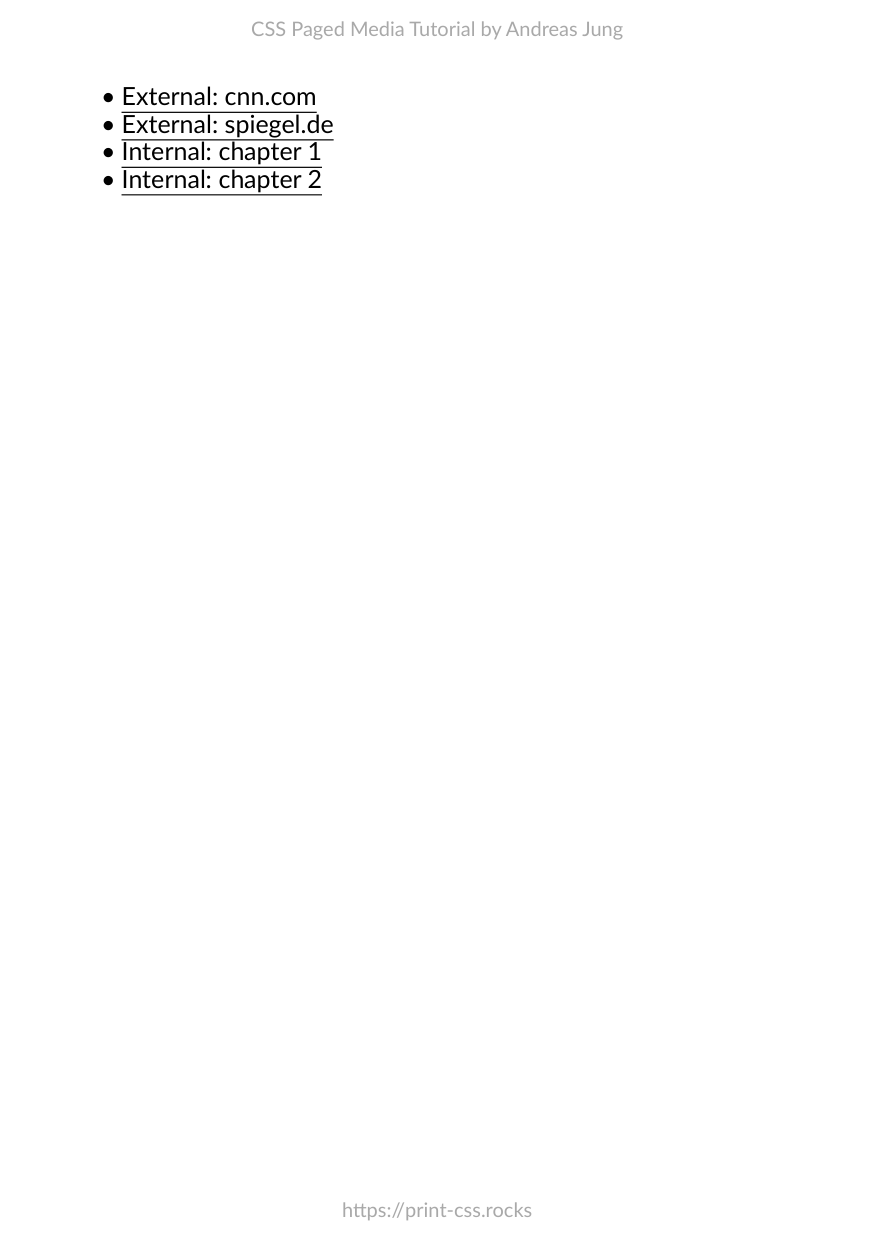 CSS Paged Media Tutorial by Andreas Jung
• External: cnn.com
• External: spiegel.de
• Internal: chapter 1
• Internal: chapter 2
https://print-css.rocks